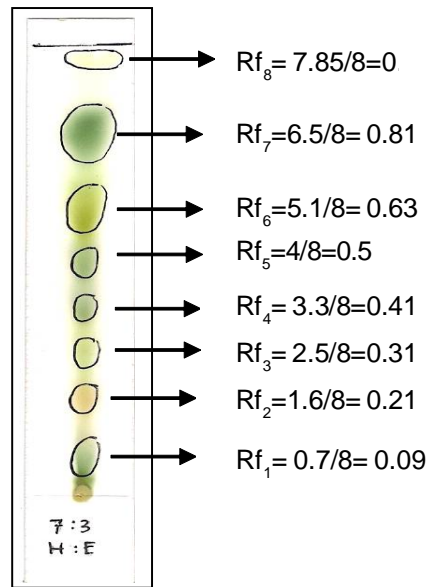 Rf₈= 7.85/8=0
Rf₇=6.5/8= 0.81
Rf₆=5.1/8= 0.63
Rf₅=4/8=0.5
Rf₄= 3.3/8= 0.41
Rf₃= 2.5/8= 0.31
Rf₂=1.6/8= 0.21
Rf₁= 0.7/8= 0.09
7:3
H:E